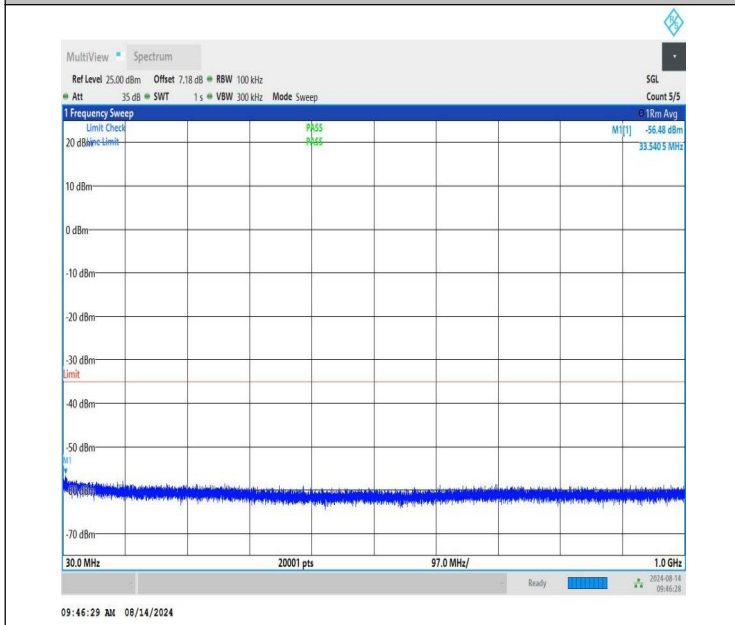 MultiView Spectrum
Ref Level 25.00 dBm Offset 7.18 dB RBW 100 kHz SGL
Att 35 dB SWT 1 s VBW 300 kHz Mode Sweep Count 5/5
1 Frequency Sweep 1Rm Avg
Limit Check PASS M1[1] -56.48 dBm
Line Limit PASS 33.540 5 MHz
20 dBm
10 dBm
0 dBm
-10 dBm
-20 dBm
-30 dBm
Limit
-40 dBm
-50 dBm
M1
-70 dBm
30.0 MHz 20001 pts 97.0 MHz/ 1.0 GHz
Ready 2024-08-14
09:46:28
09:46:29 AM 08/14/2024